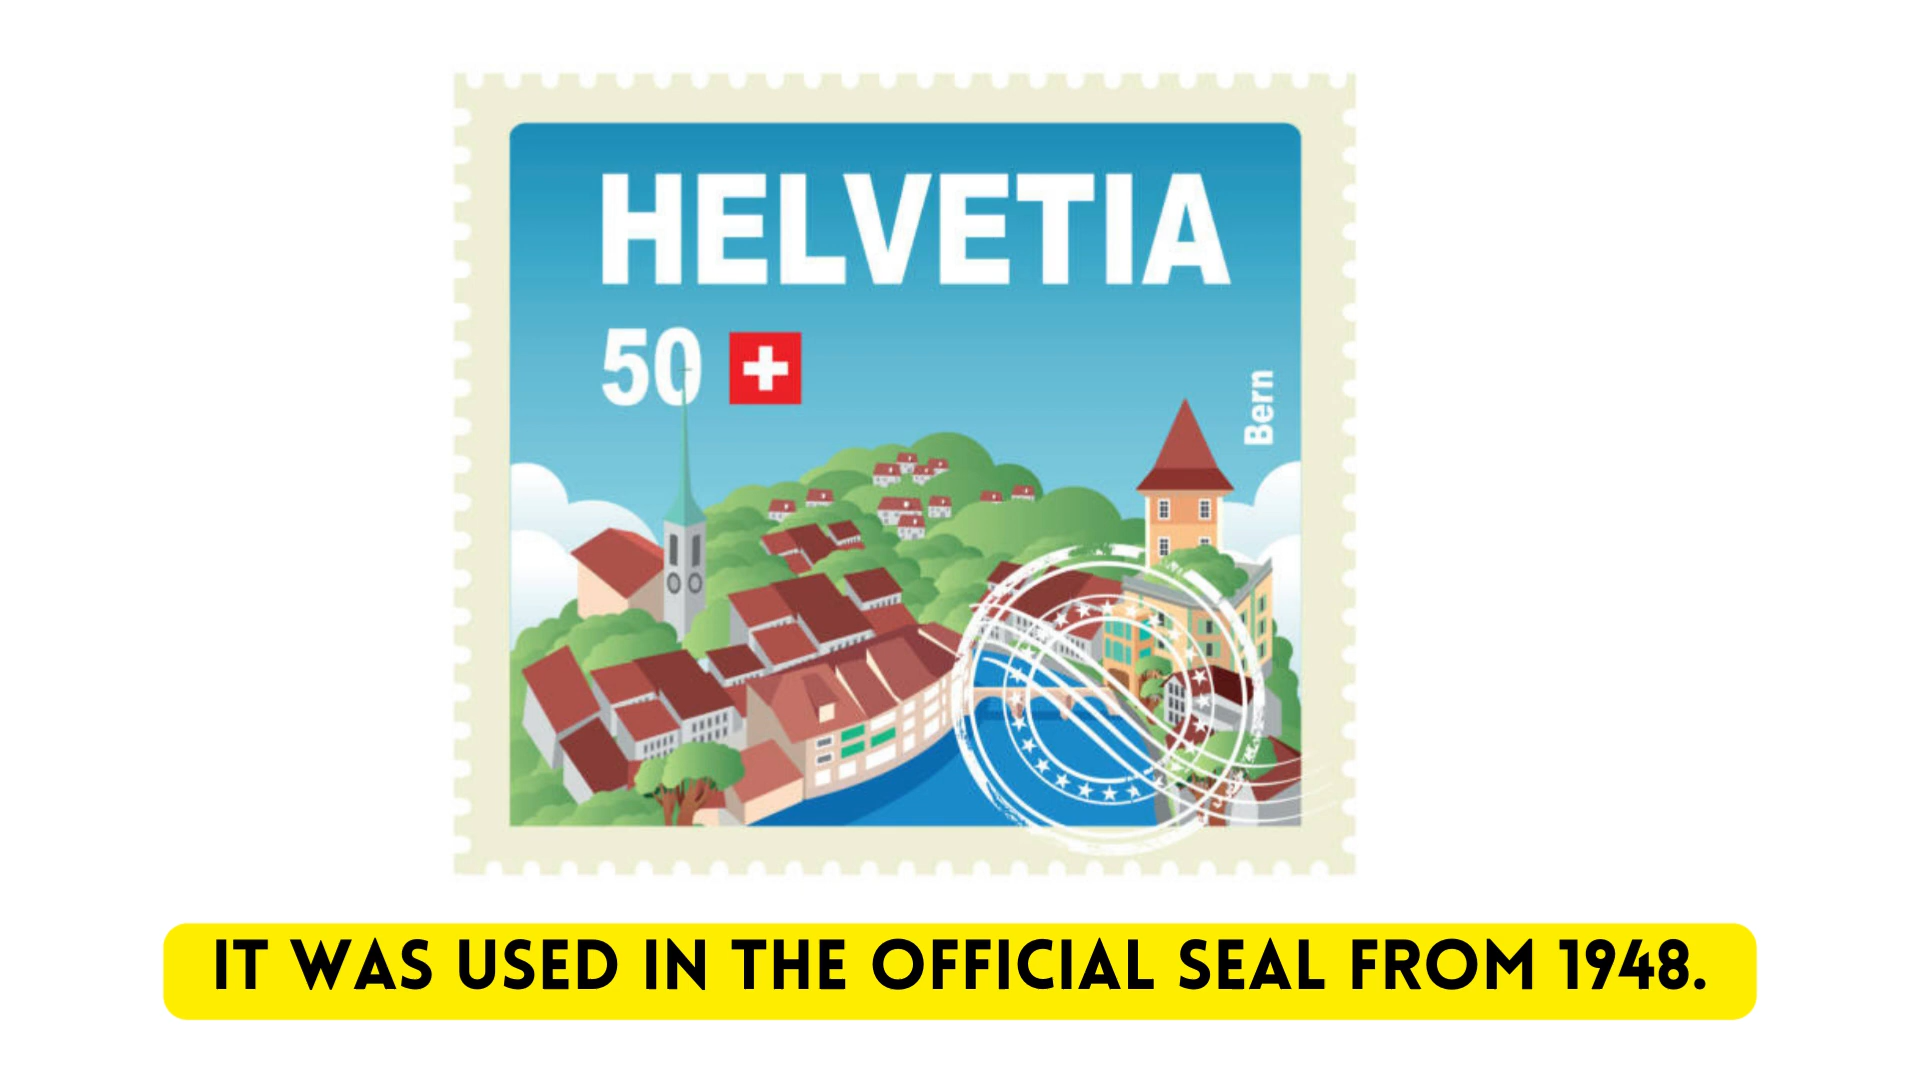 HELVETIA
50
Bern
IT WAS USED IN THE OFFICIAL SEAL FROM 1948.